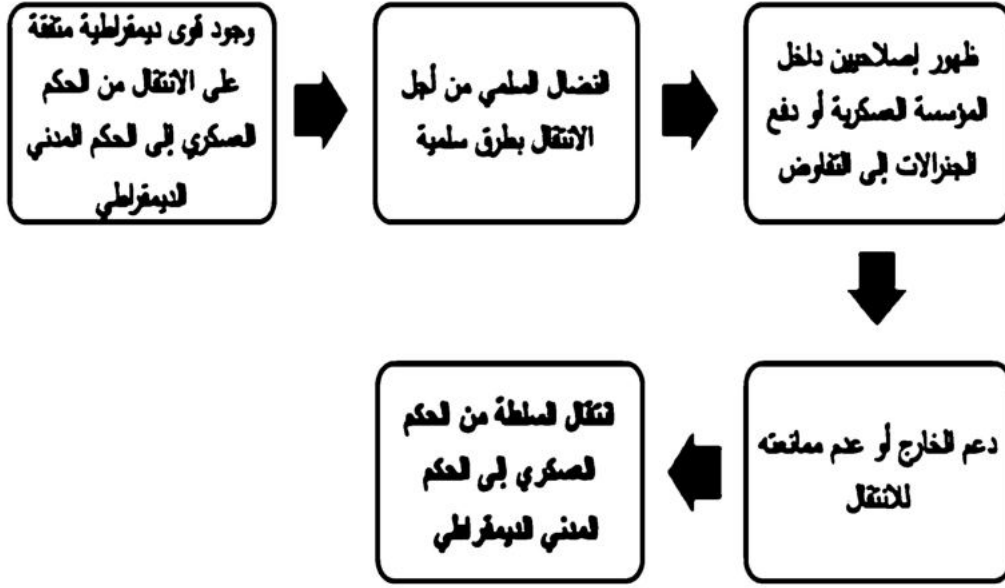 وجود قوى ديمقراطية متفقة
على الانتقال من الحكم
العسكري إلى الحكم المدني
الديمقراطي
النضال السلمي من أجل
الانتقال بطرق سلمية
ظهور إصلاحيين داخل
المؤسسة العسكرية أو دفع
الجنرالات إلى التفاوض
دعم الخارج أو عدم ممانعته
للانتقال
انتقال السلطة من الحكم
العسكري إلى الحكم
المدني الديمقراطي